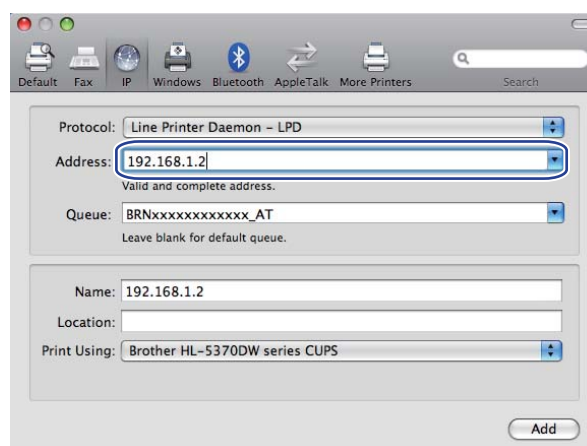 Default Fax IP Windows Bluetooth AppleTalk More Printers Search
Protocol: Line Printer Daemon – LPD
Address: 192.168.1.2
Valid and complete address.
Queue: BRNxxxxxxxxxxxx_AT
Leave blank for default queue.
Name: 192.168.1.2
Location:
Print Using: Brother HL-5370DW series CUPS
Add